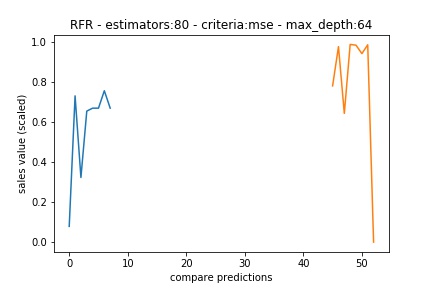 RFR - estimators:80 - criteria:mse - max_depth:64
1.0
0.8
0.6
0.4
0.2
0.0
sales value (scaled)
0 10 20 30 40 50
compare predictions